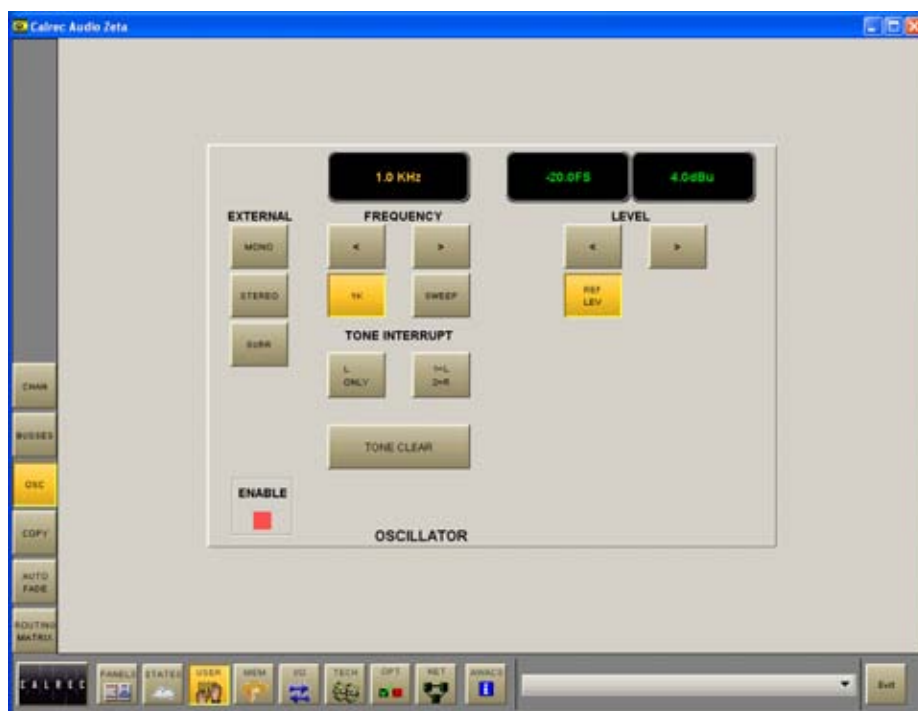 Calrec Audio Zeta
1.0 KHz
-20.0FS
4.0dBu
EXTERNAL
FREQUENCY
LEVEL
MONO
<
>
<
>
STEREO
1K
SWEEP
REF
LEV
SURR
TONE INTERRUPT
L
ONLY
1=L
2=R
TONE CLEAR
ENABLE
OSCILLATOR
CHAN
BUSSES
OSC
COPY
AUTO
FADE
ROUTING
MATRIX
CALREC
PANELS
STATES
USER
MEM
I/O
TECH
OPT
NET
AWACS
Exit